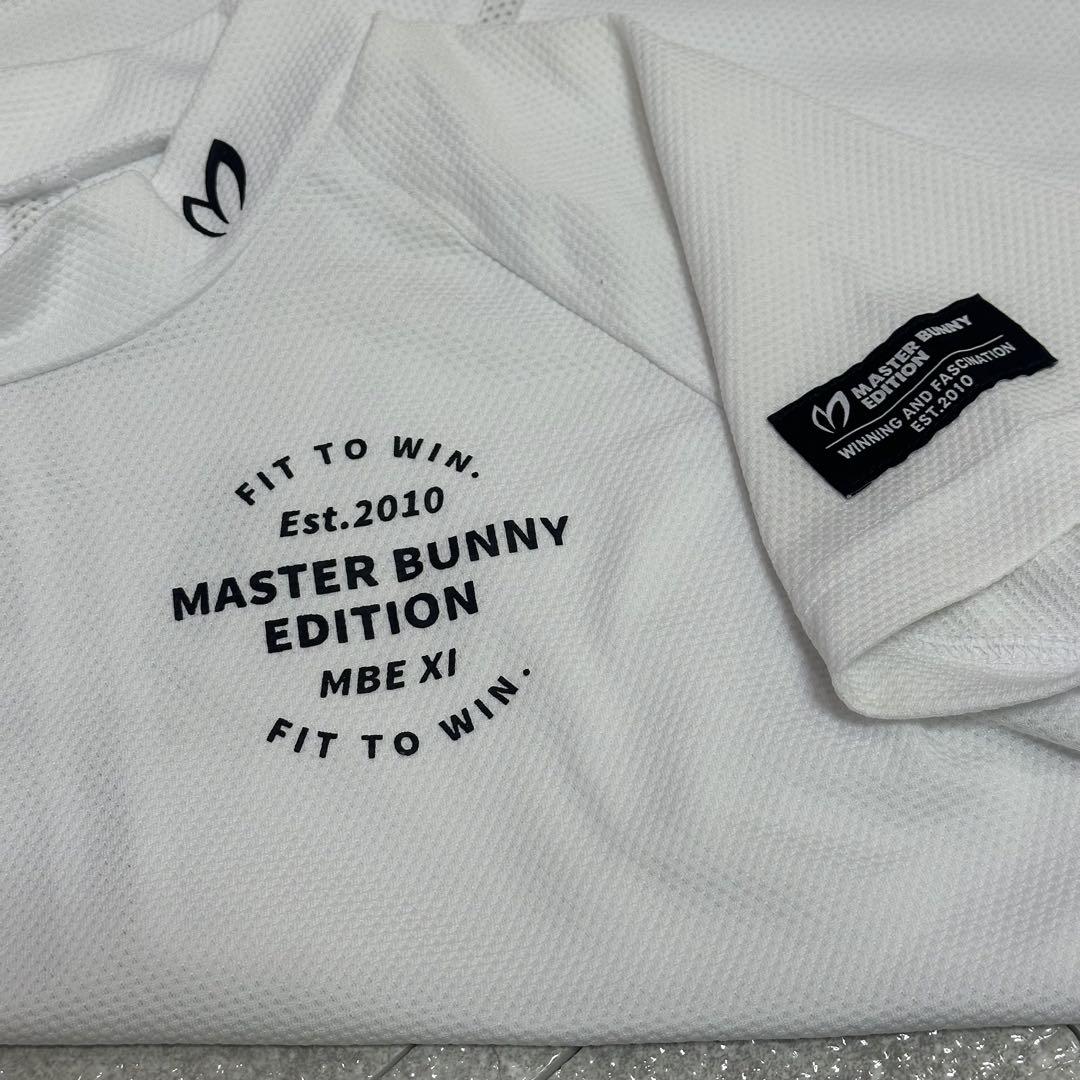 FIT TO WIN.
Est.2010
MASTER BUNNY
EDITION
MBE XI
FIT TO WIN.
MASTER BUNNY
EDITION
WINNING AND FASCINATION
EST.2010